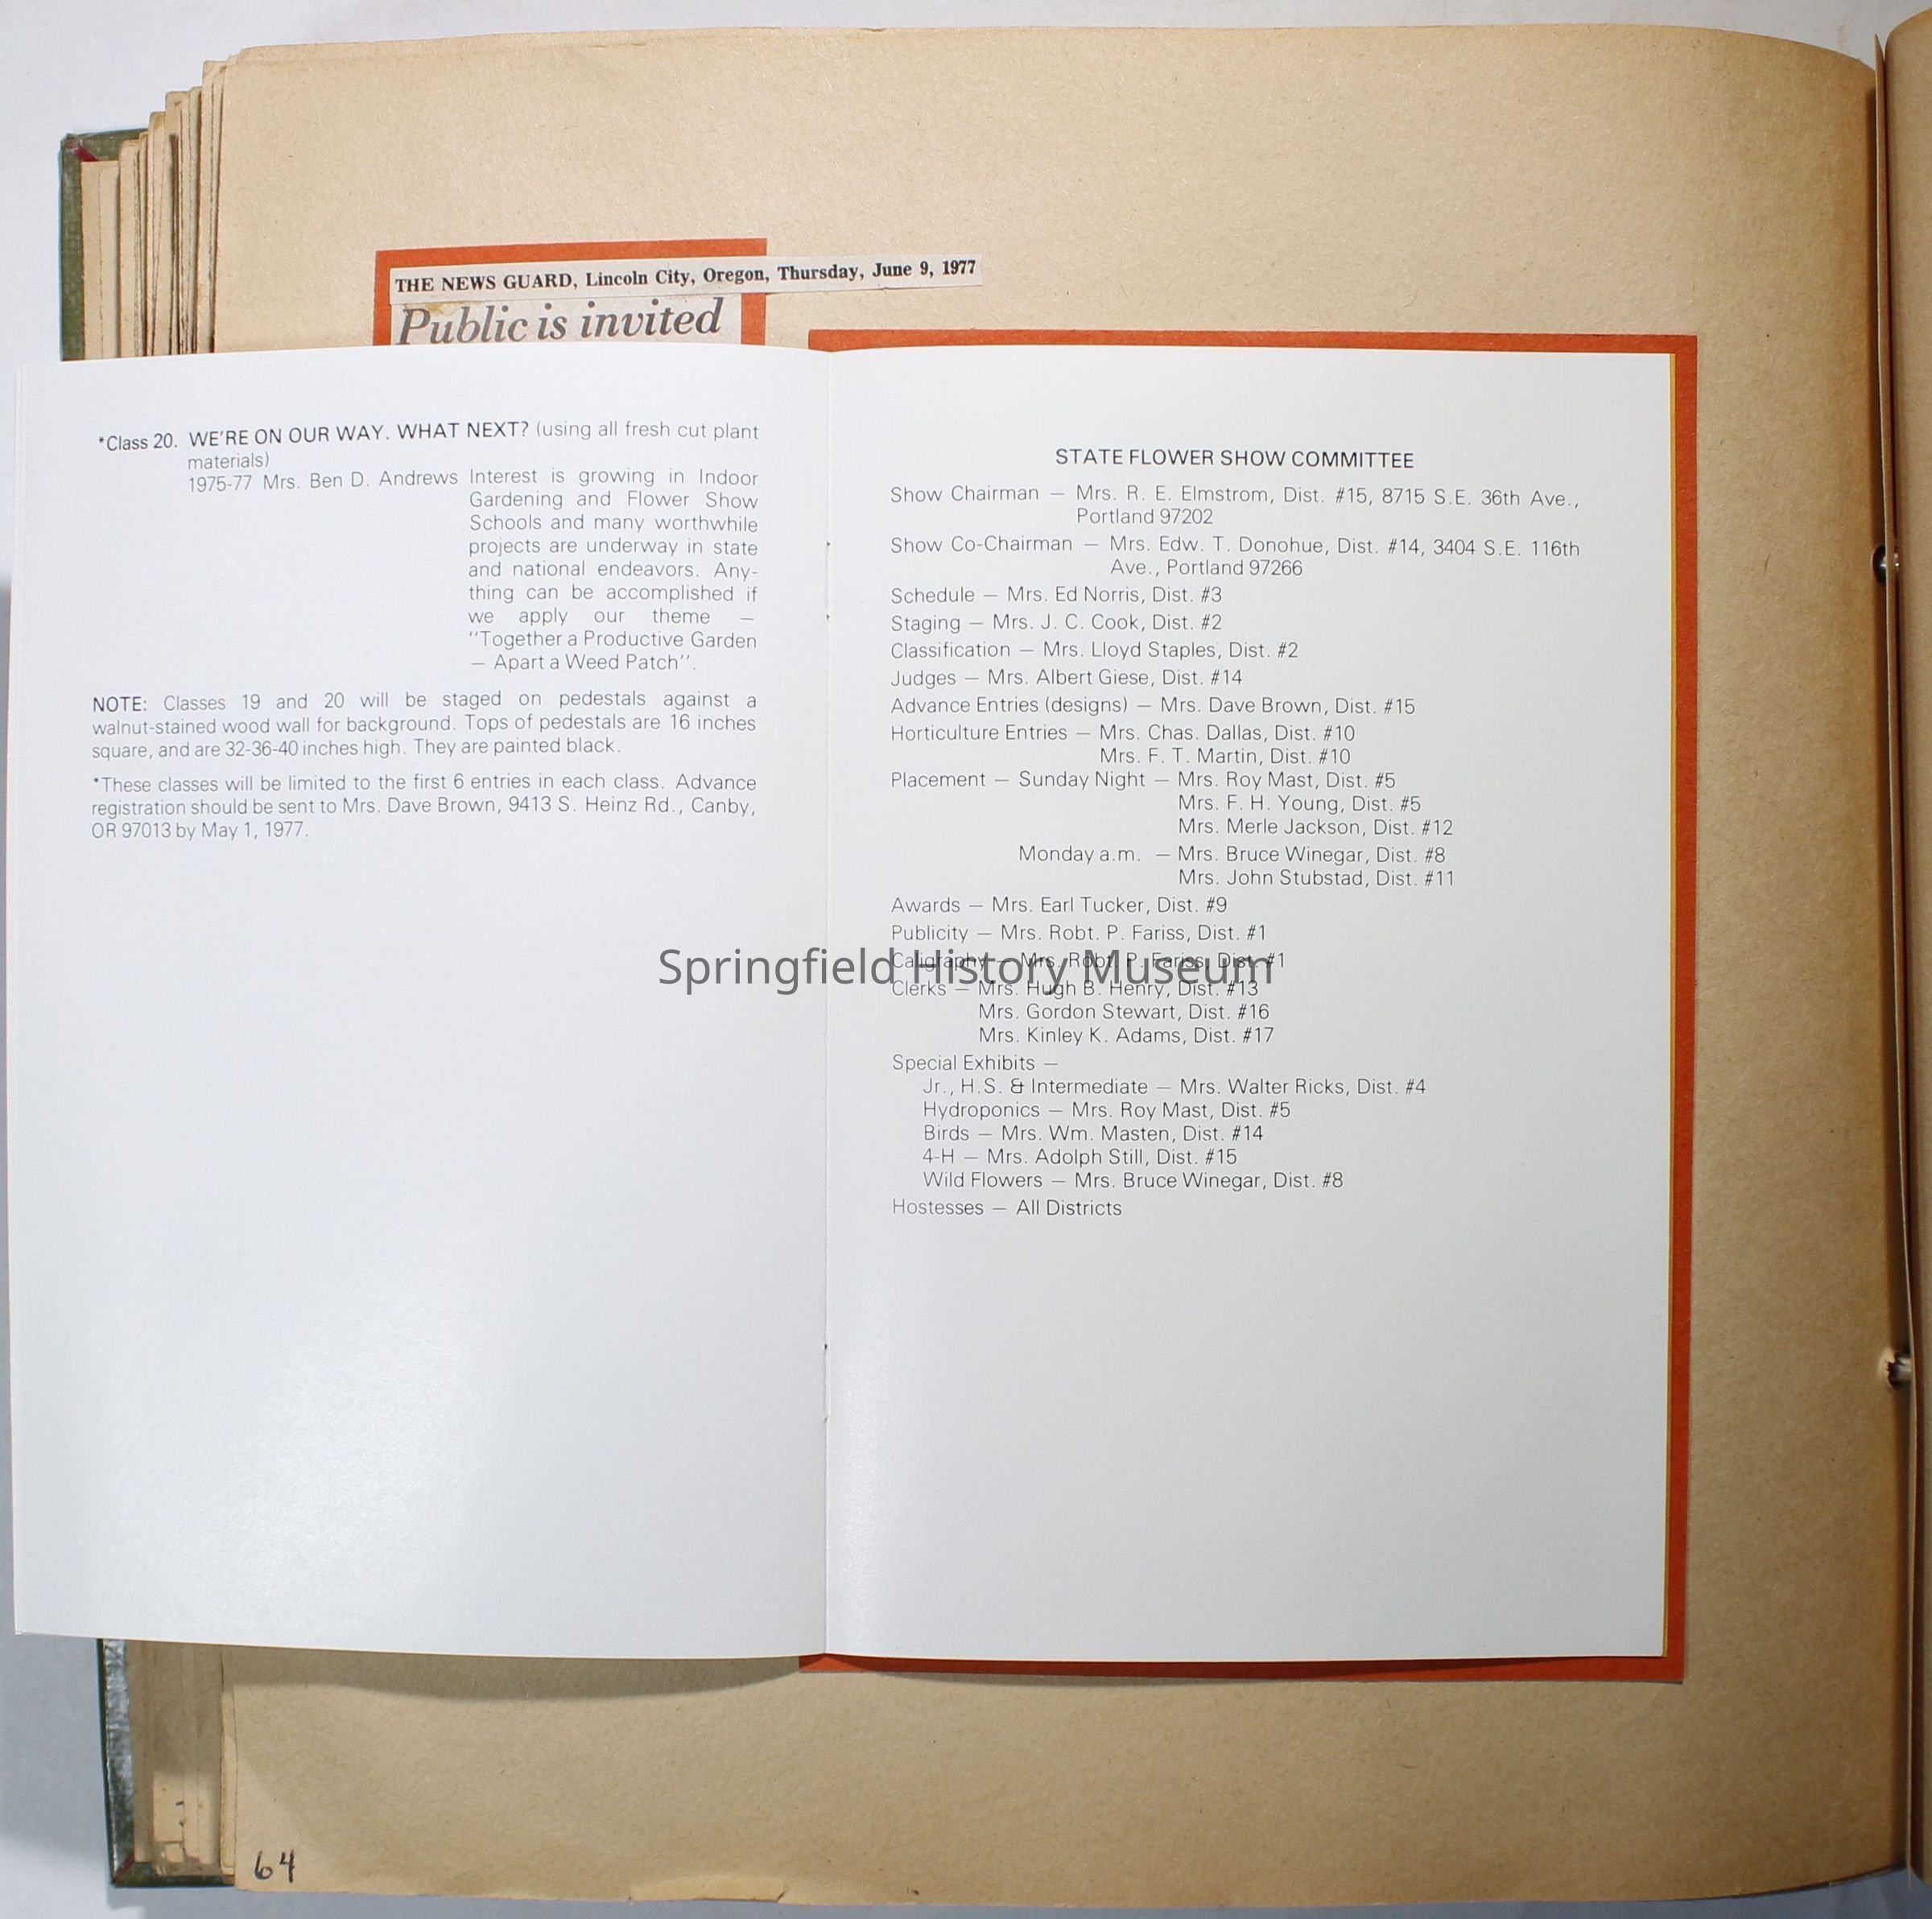 THE NEWS GUARD, Lincoln City, Oregon, Thursday, June 9, 1977
Public is invited
*Class 20. WE'RE ON OUR WAY. WHAT NEXT? (using all fresh cut plant
materials)
1975-77 Mrs. Ben D. Andrews Interest is growing in Indoor
Gardening and Flower Show
Schools and many worthwhile
projects are underway in state
and national endeavors. Any-
thing can be accomplished if
we apply our theme —
"Together a Productive Garden
— Apart a Weed Patch".
NOTE: Classes 19 and 20 will be staged on pedestals against a
walnut-stained wood wall for background. Tops of pedestals are 16 inches
square, and are 32-36-40 inches high. They are painted black.
*These classes will be limited to the first 6 entries in each class. Advance
registration should be sent to Mrs. Dave Brown, 9413 S. Heinz Rd., Canby,
OR 97013 by May 1, 1977.
STATE FLOWER SHOW COMMITTEE
Show Chairman — Mrs. R. E. Elmstrom, Dist. #15, 8715 S.E. 36th Ave.,
Portland 97202
Show Co-Chairman — Mrs. Edw. T. Donohue, Dist. #14, 3404 S.E. 116th
Ave., Portland 97266
Schedule — Mrs. Ed Norris, Dist. #3
Staging — Mrs. J. C. Cook, Dist. #2
Classification — Mrs. Lloyd Staples, Dist. #2
Judges — Mrs. Albert Giese, Dist. #14
Advance Entries (designs) — Mrs. Dave Brown, Dist. #15
Horticulture Entries — Mrs. Chas. Dallas, Dist. #10
Mrs. F. T. Martin, Dist. #10
Placement — Sunday Night — Mrs. Roy Mast, Dist. #5
Mrs. F. H. Young, Dist. #5
Mrs. Merle Jackson, Dist. #12
Monday a.m. — Mrs. Bruce Winegar, Dist. #8
Mrs. John Stubstad, Dist. #11
Awards — Mrs. Earl Tucker, Dist. #9
Publicity — Mrs. Robt. P. Fariss, Dist. #1
Caligraphy — Mrs. Robt. P. Fariss, Dist. #1
Springfield History Museum
Clerks — Mrs. Hugh B. Henry, Dist. #13
Mrs. Gordon Stewart, Dist. #16
Mrs. Kinley K. Adams, Dist. #17
Special Exhibits —
Jr., H.S. & Intermediate — Mrs. Walter Ricks, Dist. #4
Hydroponics — Mrs. Roy Mast, Dist. #5
Birds — Mrs. Wm. Masten, Dist. #14
4-H — Mrs. Adolph Still, Dist. #15
Wild Flowers — Mrs. Bruce Winegar, Dist. #8
Hostesses — All Districts
64